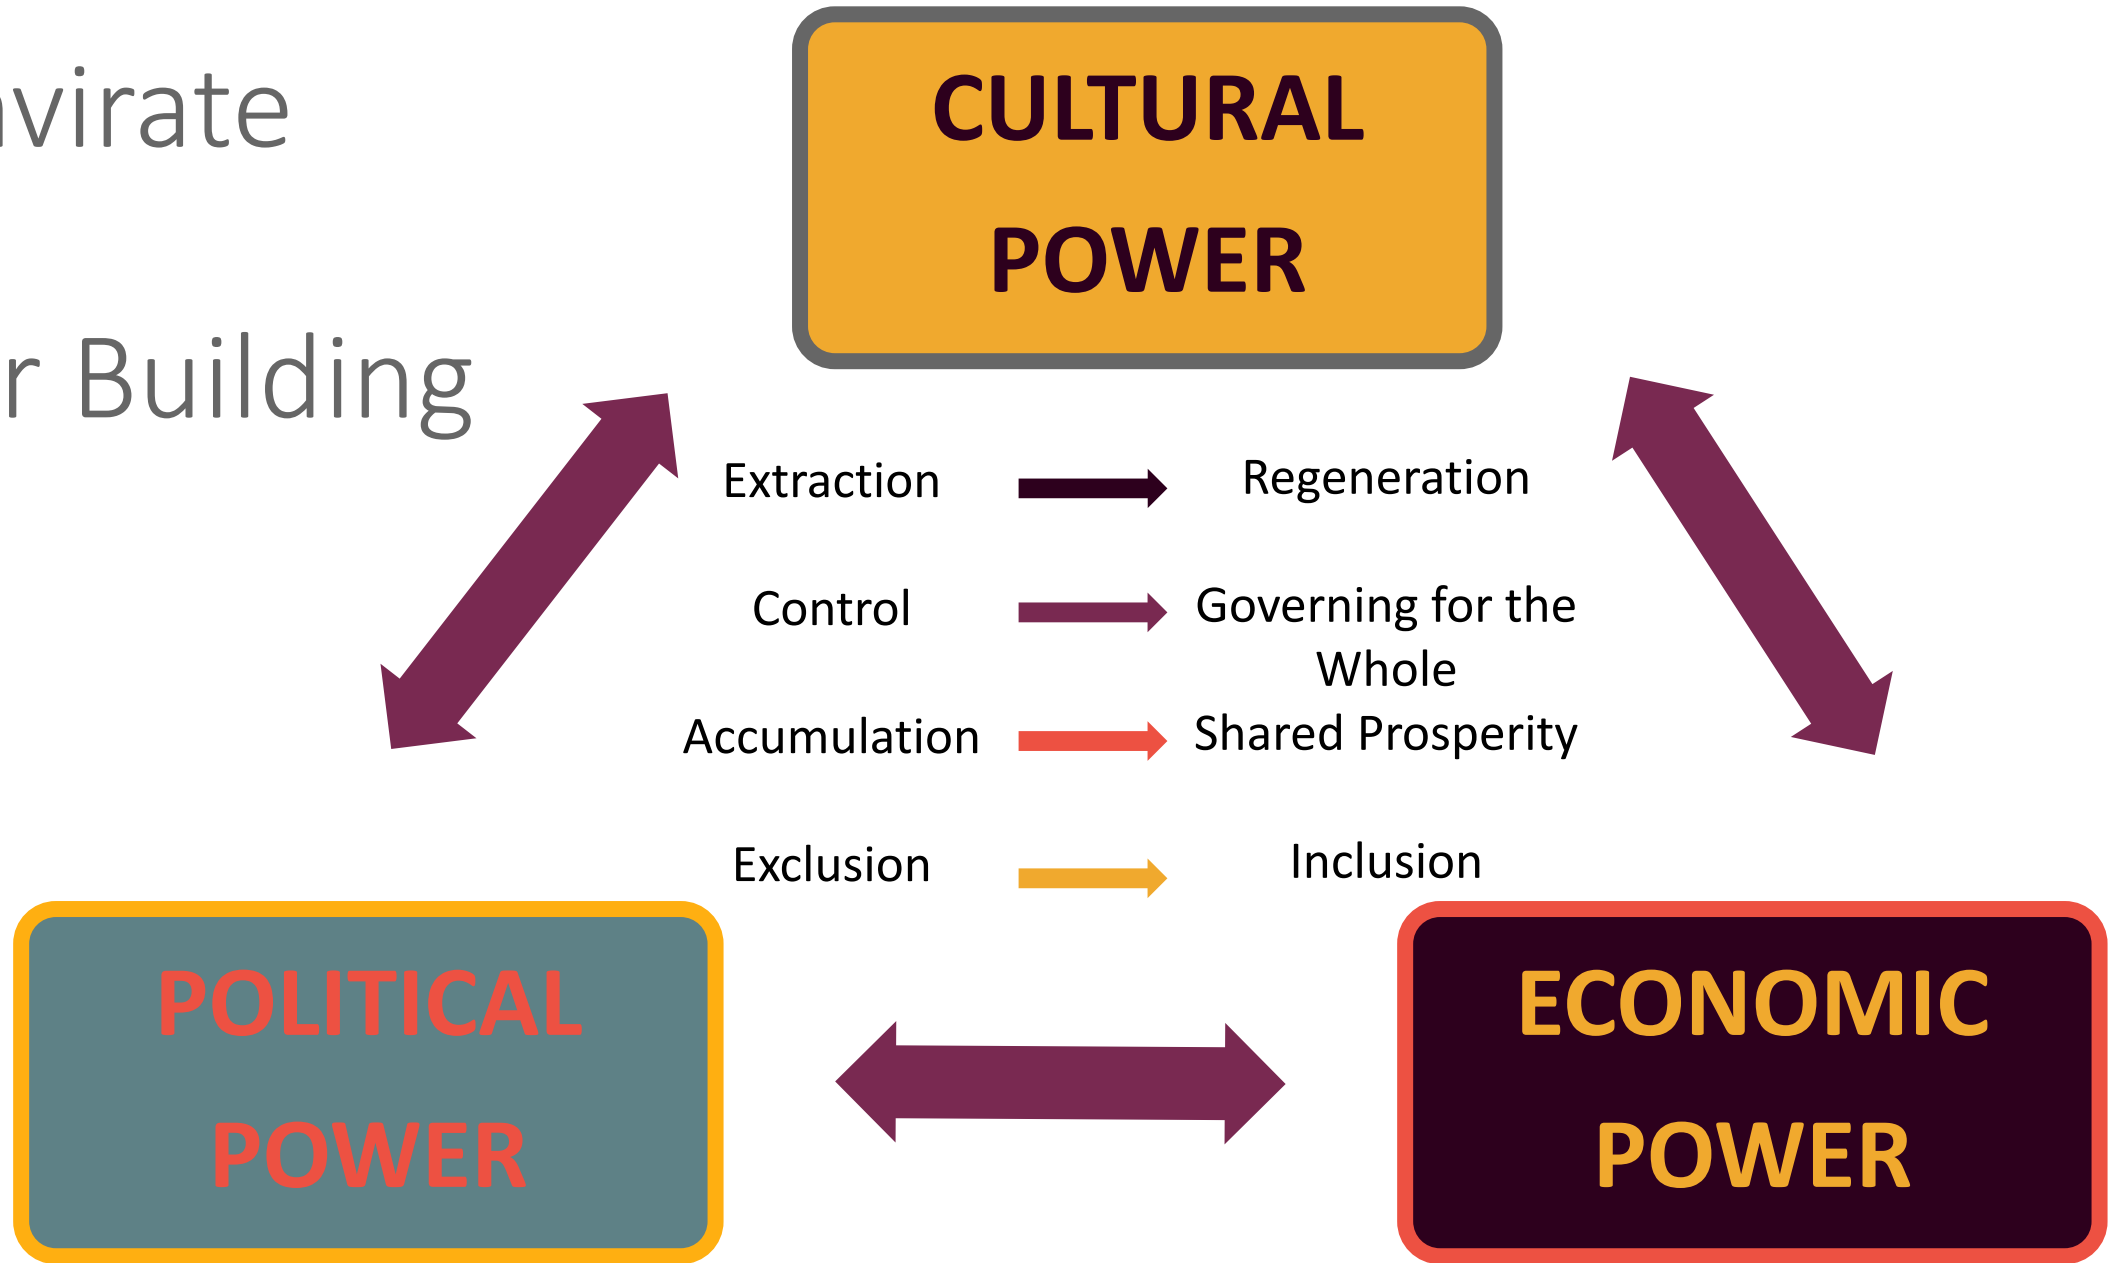 avirate
r Building
CULTURAL
POWER
Extraction
Regeneration
Control
Governing for the
Whole
Accumulation
Shared Prosperity
Exclusion
Inclusion
POLITICAL
POWER
ECONOMIC
POWER